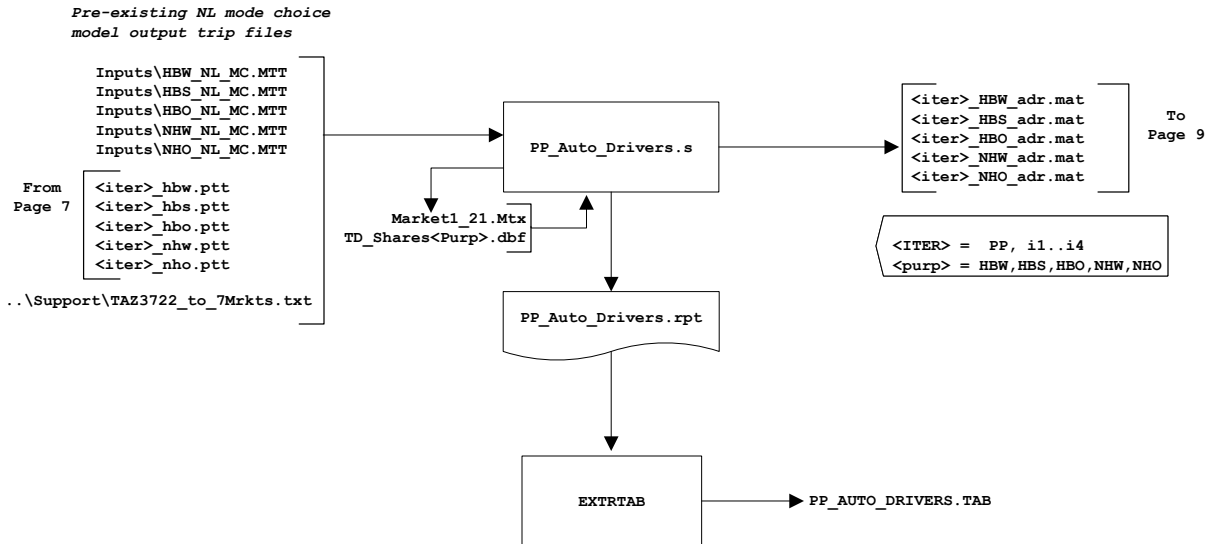 Pre-existing NL mode choice
model output trip files
Inputs\HBW_NL_MC.MTT
Inputs\HBS_NL_MC.MTT
Inputs\HBO_NL_MC.MTT
Inputs\NHW_NL_MC.MTT
Inputs\NHO_NL_MC.MTT
From
Page 7
<iter>_hbw.ptt
<iter>_hbs.ptt
<iter>_hbo.ptt
<iter>_nhw.ptt
<iter>_nho.ptt
..\Support\TAZ3722_to_7Mrkts.txt
PP_Auto_Drivers.s
Market1_21.Mtx
TD_Shares<Purp>.dbf
<iter>_HBW_adr.mat
<iter>_HBS_adr.mat
<iter>_HBO_adr.mat
<iter>_NHW_adr.mat
<iter>_NHO_adr.mat
To
Page 9
<ITER> = PP, i1..i4
<purp> = HBW,HBS,HBO,NHW,NHO
PP_Auto_Drivers.rpt
EXTRTAB
PP_AUTO_DRIVERS.TAB